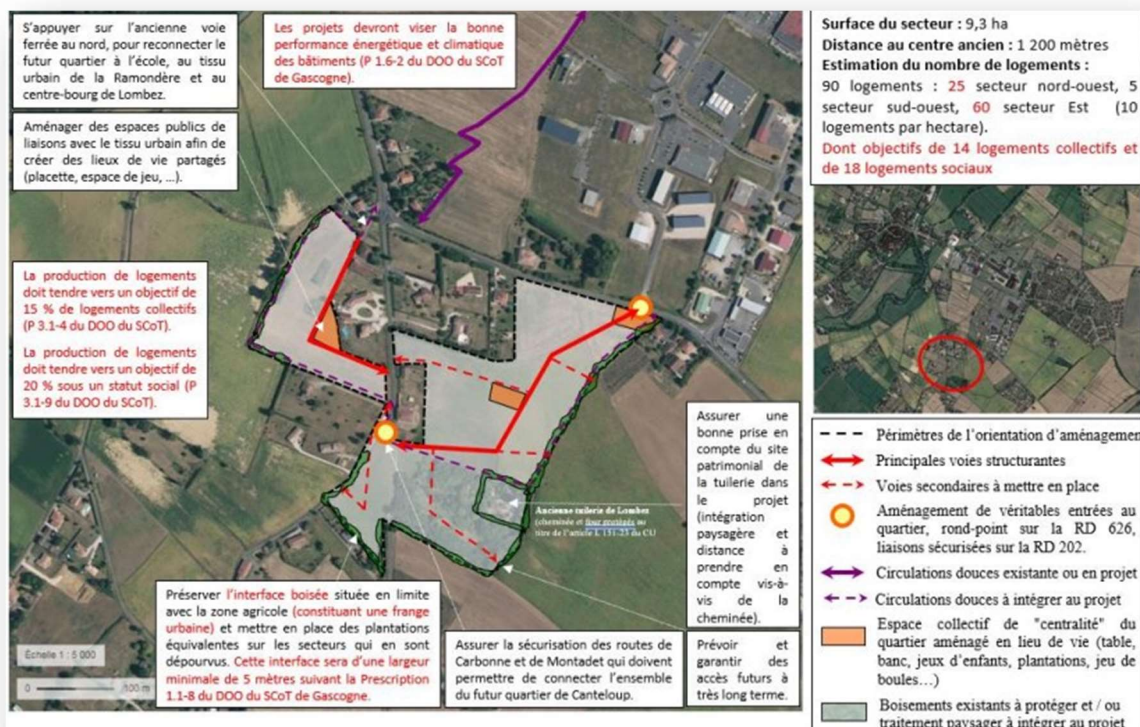 S'appuyer sur l'ancienne voie
ferrée au nord, pour reconnecter le
futur quartier à l'école, au tissu
urbain de la Ramondère et au
centre-bourg de Lombez.
Aménager des espaces publics de
liaisons avec le tissu urbain afin de
créer des lieux de vie partagés
(placette, espace de jeu, ...).
Les projets devront viser la bonne
performance énergétique et climatique
des bâtiments (P 1.6-2 du DOO du SCoT
de Gascogne).
La production de logements
doit tendre vers un objectif de
15 % de logements collectifs
(P 3.1-4 du DOO du SCoT).
La production de logements
doit tendre vers un objectif de
20 % sous un statut social (P
3.1-9 du DOO du SCoT).
Ancienne tuilerie de Lombez
(cheminée et four protégés au
titre de l'article L 151-23 du CU
Assurer une
bonne prise en
compte du site
patrimonial de
la tuilerie dans
le projet
(intégration
paysagère et
distance à
prendre en
compte vis-à-
vis de la
cheminée).
Préserver l'interface boisée située en limite
avec la zone agricole (constituant une frange
urbaine) et mettre en place des plantations
équivalentes sur les secteurs qui en sont
dépourvus. Cette interface sera d'une largeur
minimale de 5 mètres suivant la Prescription
1.1-8 du DOO du SCoT de Gascogne.
Assurer la sécurisation des routes de
Carbonne et de Montadet qui doivent
permettre de connecter l'ensemble
du futur quartier de Canteloup.
Prévoir et
garantir des
accès futurs à
très long terme.
Échelle 1 : 5 000
0 100 m
Surface du secteur : 9,3 ha
Distance au centre ancien : 1 200 mètres
Estimation du nombre de logements :
90 logements : 25 secteur nord-ouest, 5
secteur sud-ouest, 60 secteur Est (10
logements par hectare).
Dont objectifs de 14 logements collectifs et
de 18 logements sociaux
Périmètres de l'orientation d'aménagement
Principales voies structurantes
Voies secondaires à mettre en place
Aménagement de véritables entrées au
quartier, rond-point sur la RD 626,
liaisons sécurisées sur la RD 202.
Circulations douces existante ou en projet
Circulations douces à intégrer au projet
Espace collectif de "centralité" du
quartier aménagé en lieu de vie (table,
banc, jeux d'enfants, plantations, jeu de
boules…)
Boisements existants à protéger et / ou
traitement paysager à intégrer au projet